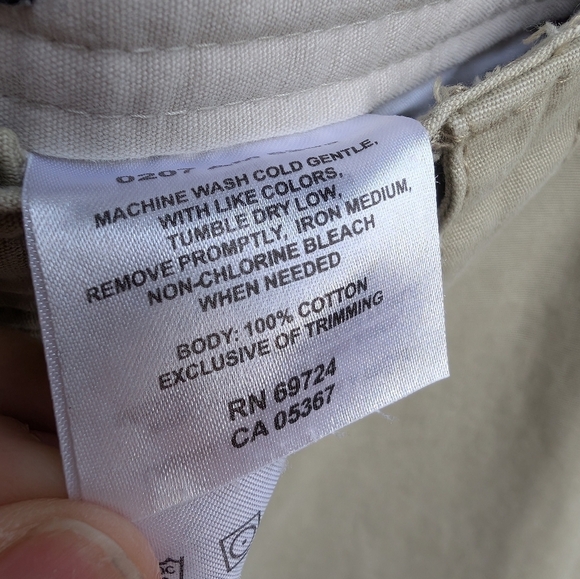 0207
MACHINE WASH COLD GENTLE,
WITH LIKE COLORS,
TUMBLE DRY LOW,
REMOVE PROMPTLY, IRON MEDIUM,
NON-CHLORINE BLEACH
WHEN NEEDED
BODY: 100% COTTON
EXCLUSIVE OF TRIMMING
RN 69724
CA 05367